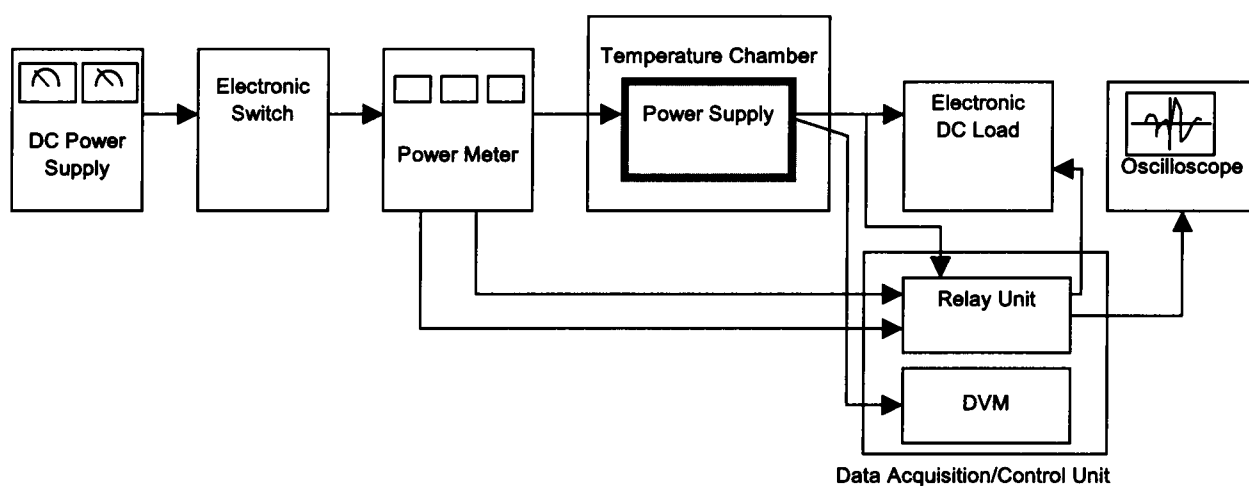 DC Power
Supply
Electronic
Switch
Power Meter
Temperature Chamber
Power Supply
Electronic
DC Load
Oscilloscope
Relay Unit
DVM
Data Acquisition/Control Unit